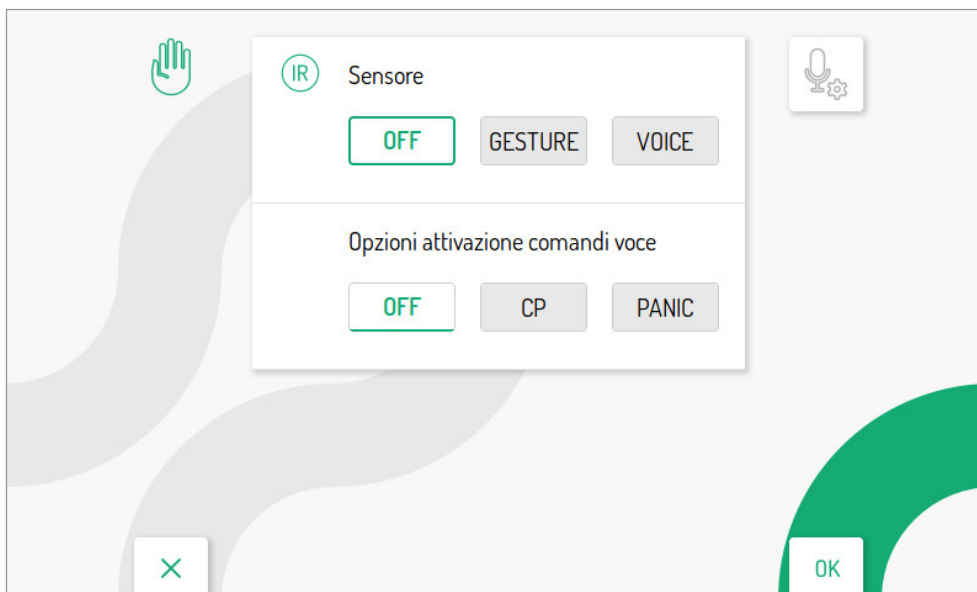 IR Sensore
OFF GESTURE VOICE
Opzioni attivazione comandi voce
OFF CP PANIC
OK